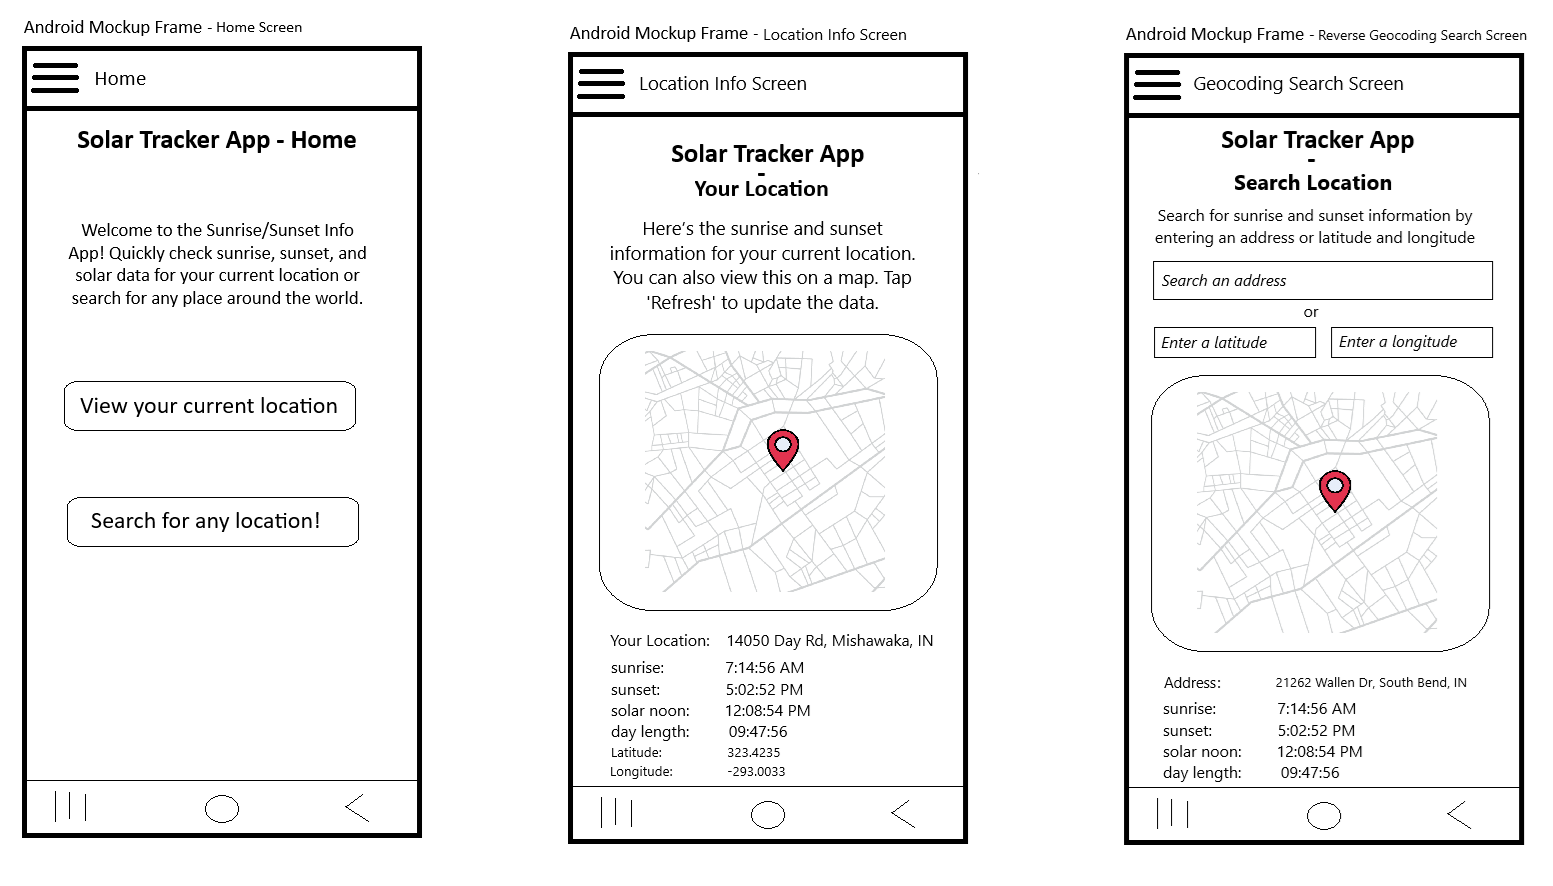 Android Mockup Frame - Home Screen
Home
Solar Tracker App - Home
Welcome to the Sunrise/Sunset Info
App! Quickly check sunrise, sunset, and
solar data for your current location or
search for any place around the world.
View your current location
Search for any location!
Android Mockup Frame - Location Info Screen
Location Info Screen
Solar Tracker App
-
Your Location
Here's the sunrise and sunset
information for your current location.
You can also view this on a map. Tap
'Refresh' to update the data.
Your Location: 14050 Day Rd, Mishawaka, IN
sunrise: 7:14:56 AM
sunset: 5:02:52 PM
solar noon: 12:08:54 PM
day length: 09:47:56
Latitude: 323.4235
Longitude: -293.0033
Android Mockup Frame - Reverse Geocoding Search Screen
Geocoding Search Screen
Solar Tracker App
-
Search Location
Search for sunrise and sunset information by
entering an address or latitude and longitude
Search an address
or
Enter a latitude Enter a longitude
Address: 21262 Wallen Dr, South Bend, IN
sunrise: 7:14:56 AM
sunset: 5:02:52 PM
solar noon: 12:08:54 PM
day length: 09:47:56